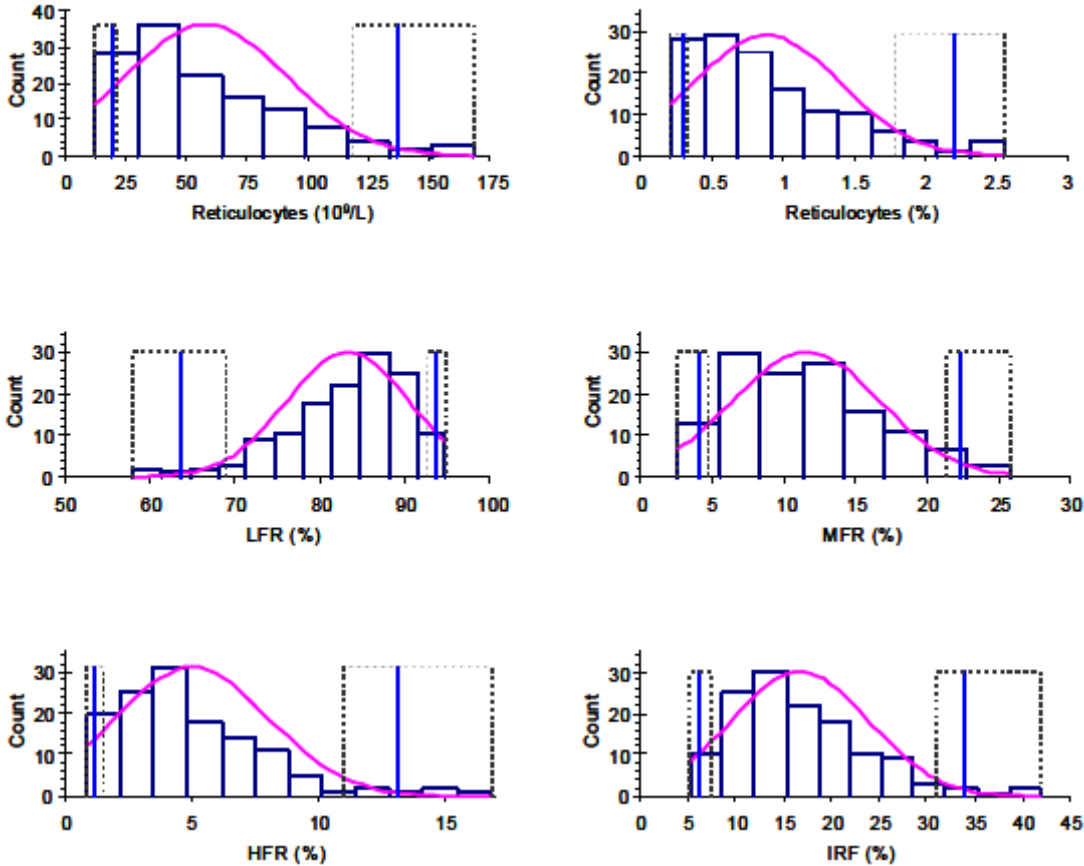 40
30
20
10
0
Count
0 25 50 75 100 125 150 175
Reticulocytes (10⁹/L)
30
20
10
0
Count
0 0.5 1 1.5 2 2.5 3
Reticulocytes (%)
30
20
10
0
Count
50 60 70 80 90 100
LFR (%)
30
20
10
0
Count
0 5 10 15 20 25 30
MFR (%)
30
20
10
0
Count
0 5 10 15
HFR (%)
30
20
10
0
Count
0 5 10 15 20 25 30 35 40 45
IRF (%)